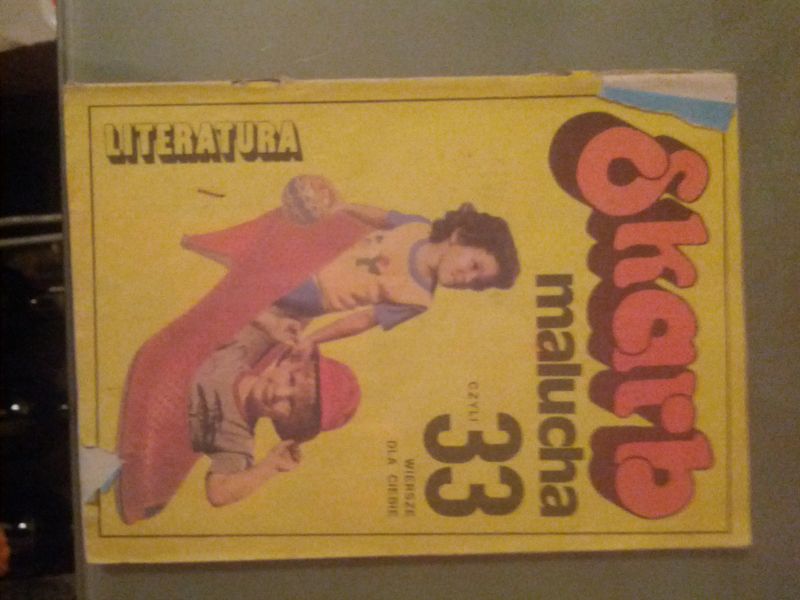 Skarb
malucha
CZYLI
33
WIERSZE
DLA CIEBIE
LITERATURA